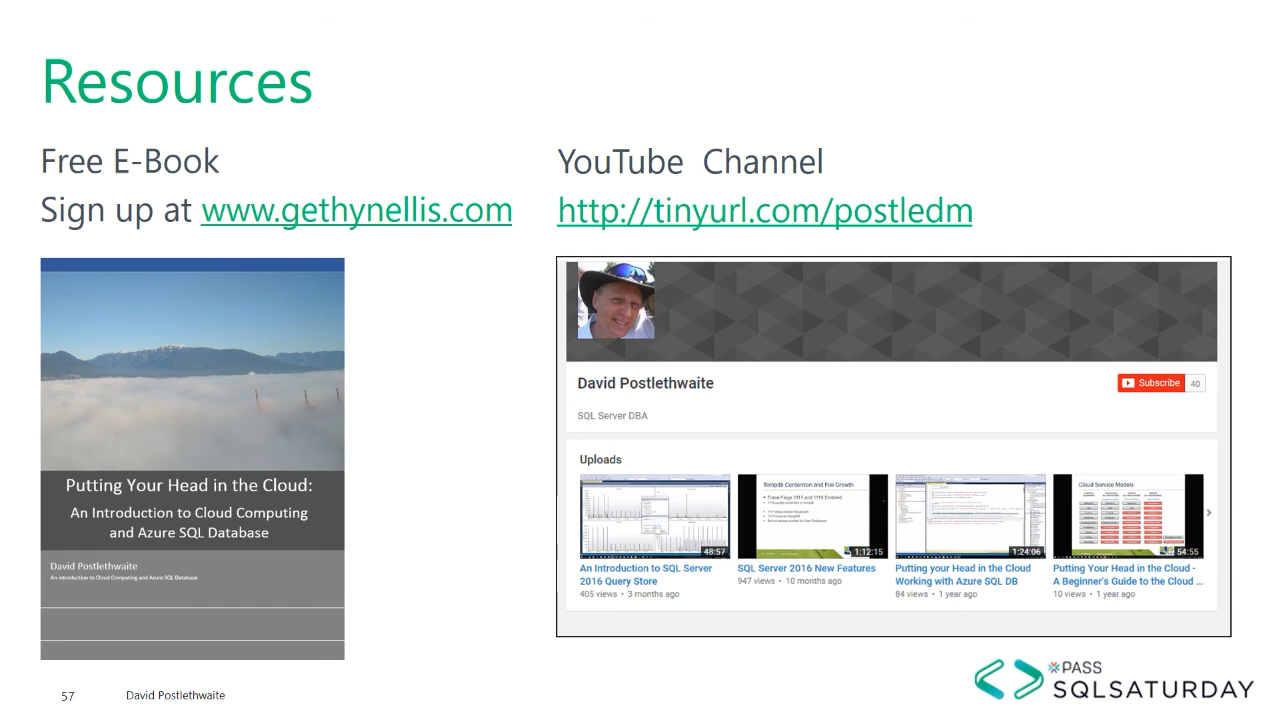 Resources
Free E-Book
Sign up at www.gethynellis.com
Putting Your Head in the Cloud:
An Introduction to Cloud Computing
and Azure SQL Database
David Postlethwaite
An introduction to Cloud Computing and Azure SQL Database
YouTube Channel
http://tinyurl.com/postledm
David Postlethwaite
Subscribe 40
SQL Server DBA
Uploads
Tempdb Contention and File Growth
Cloud Service Models
48:57
1:12:15
1:24:06
54:55
An Introduction to SQL Server
2016 Query Store
405 views • 3 months ago
SQL Server 2016 New Features
947 views • 10 months ago
Putting your Head in the Cloud
Working with Azure SQL DB
84 views • 1 year ago
Putting Your Head in the Cloud -
A Beginner's Guide to the Cloud ...
10 views • 1 year ago
57
David Postlethwaite
PASS
SQLSATURDAY